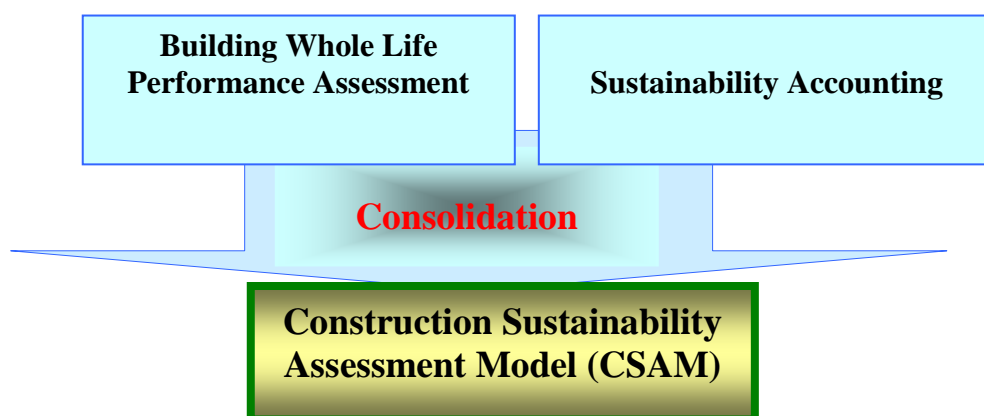 Building Whole Life
Performance Assessment
Sustainability Accounting
Consolidation
Construction Sustainability
Assessment Model (CSAM)